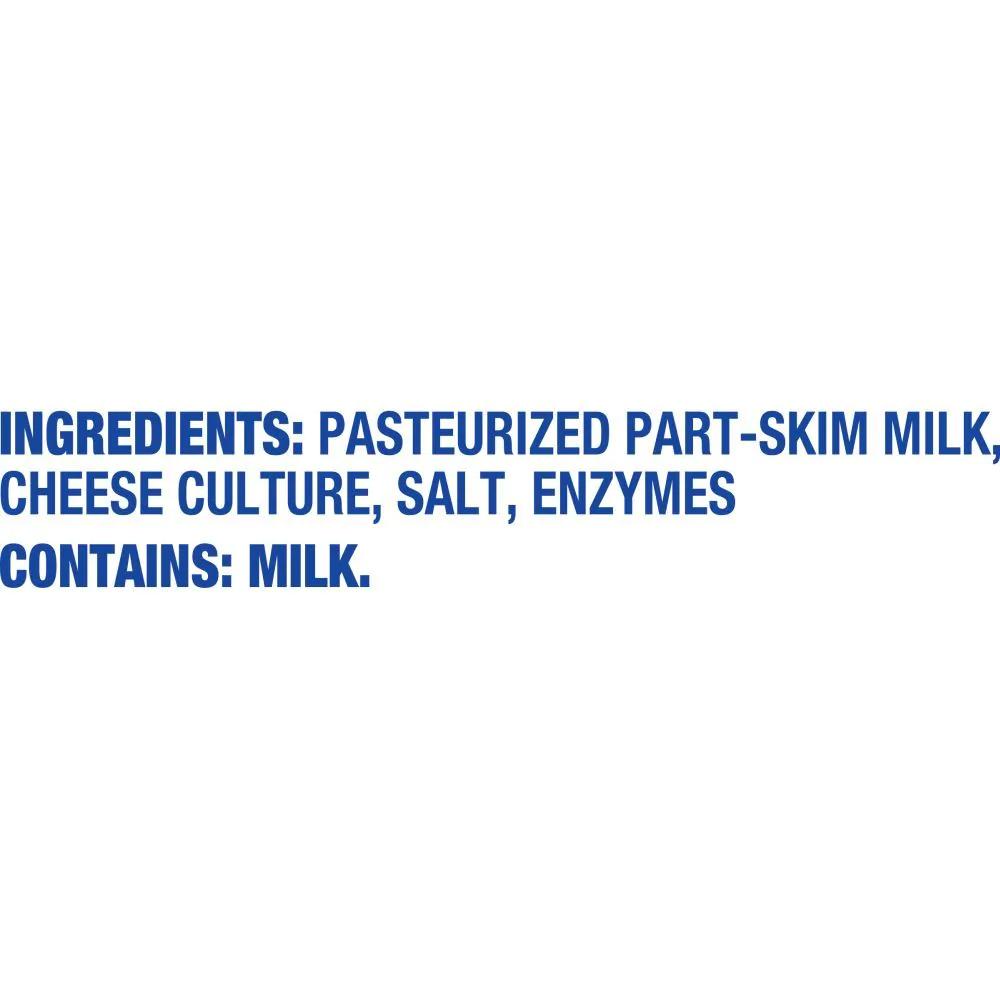 INGREDIENTS: PASTEURIZED PART-SKIM MILK,
CHEESE CULTURE, SALT, ENZYMES
CONTAINS: MILK.